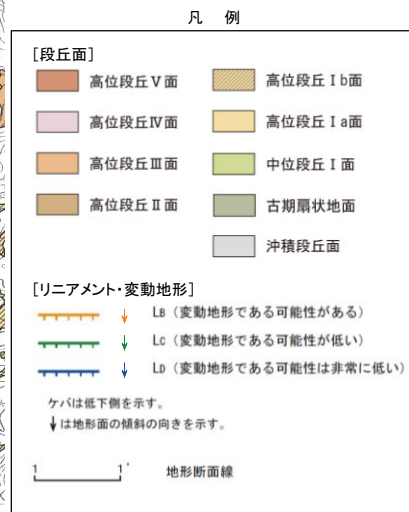 凡 例
[段丘面]
高位段丘Ⅴ面
高位段丘Ⅳ面
高位段丘Ⅲ面
高位段丘Ⅱ面
高位段丘Ⅰb面
高位段丘Ⅰa面
中位段丘Ⅰ面
古期扇状地面
沖積段丘面
[リニアメント・変動地形]
LB (変動地形である可能性がある)
LC (変動地形である可能性が低い)
LD (変動地形である可能性は非常に低い)
ケバは低下側を示す。
↓は地形面の傾斜の向きを示す。
1 1' 地形断面線